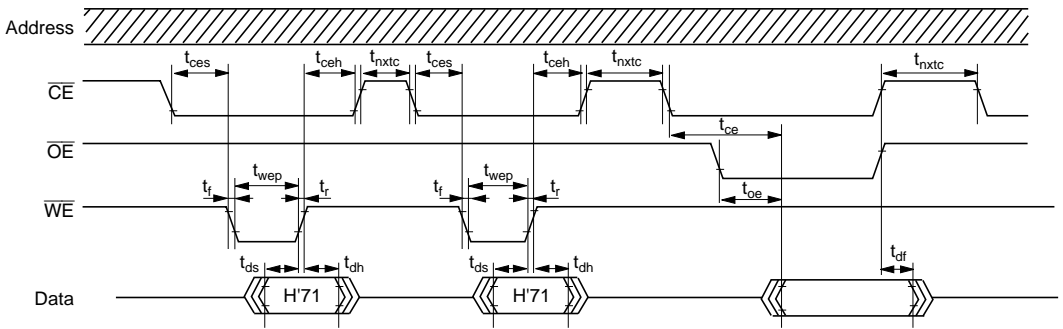 Address
tces tceh tnxtc tces tceh tnxtc tnxtc
CE
tce
OE
tf twep tr tf twep tr toe
WE
tds tdh tds tdh tdf
Data H'71 H'71